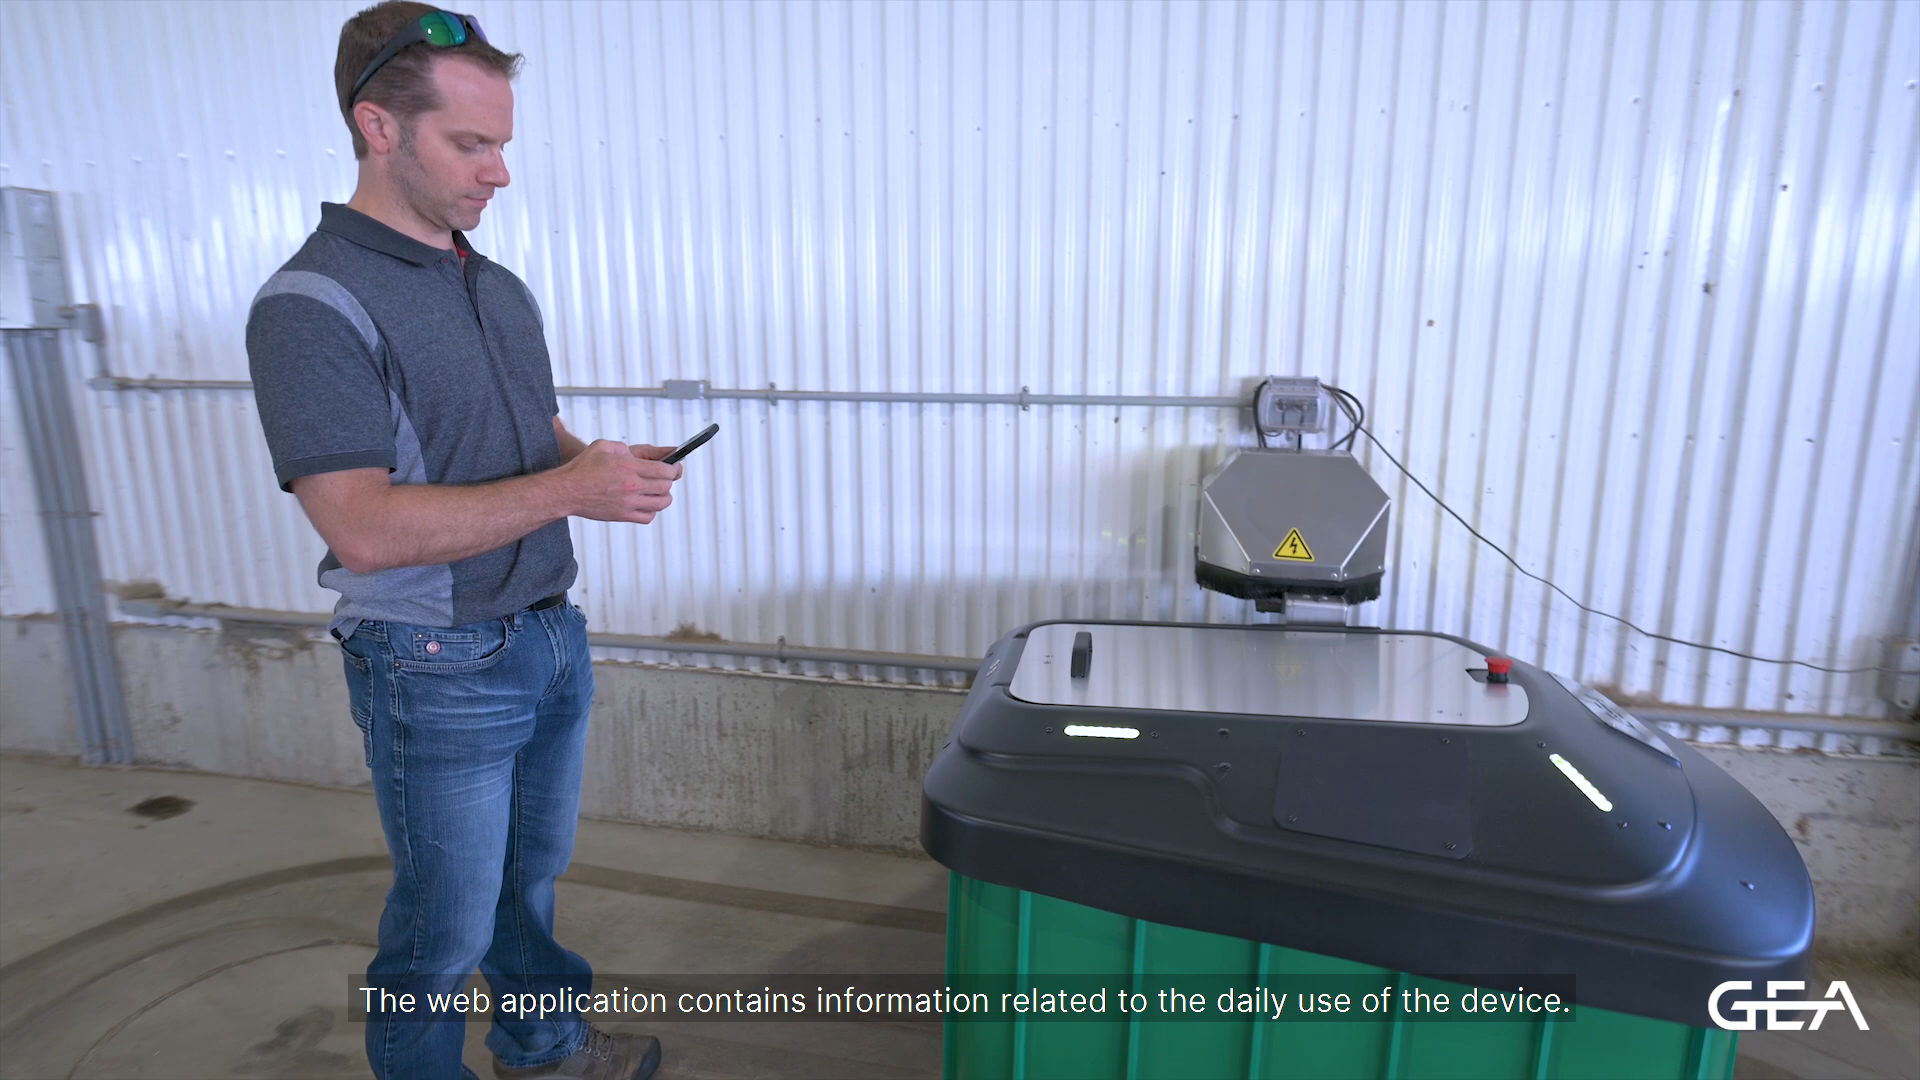 The web application contains information related to the daily use of the device.
GEA